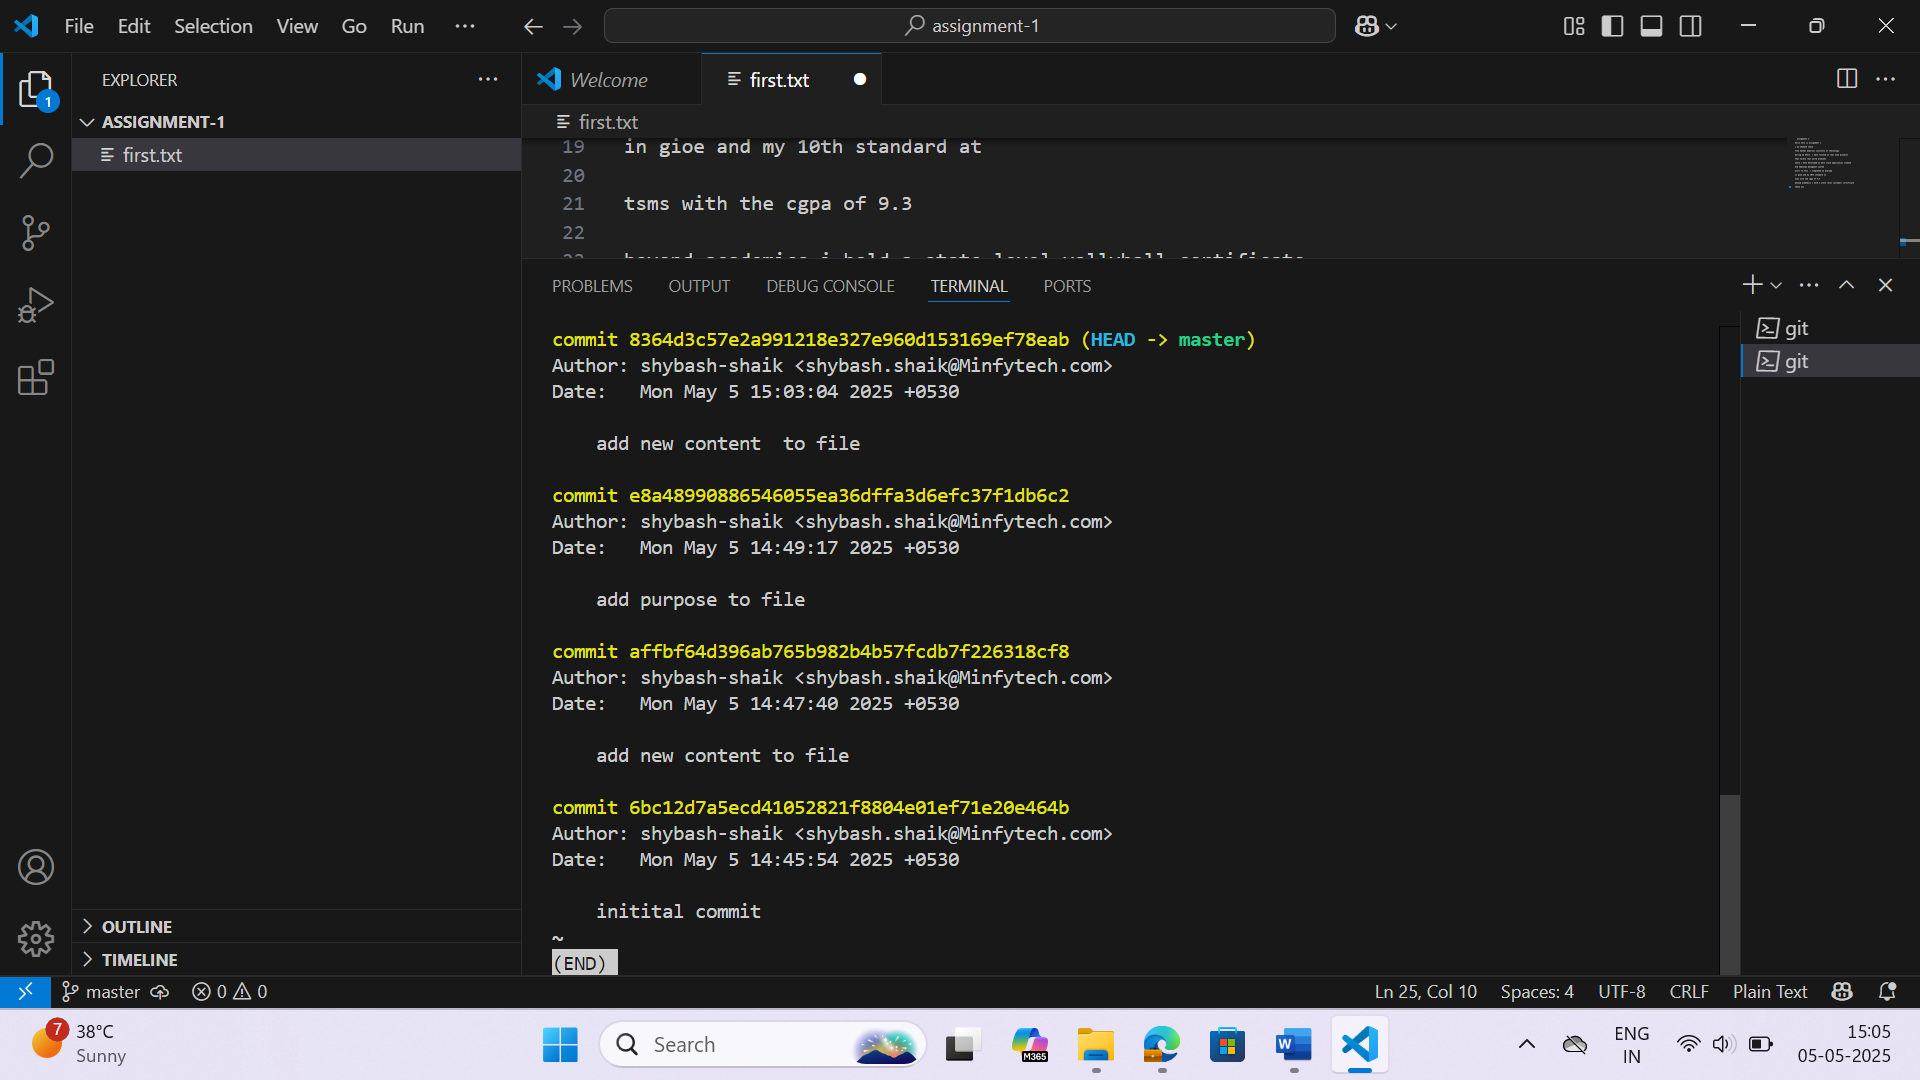 File Edit Selection View Go Run ···
assignment-1
EXPLORER
1
ASSIGNMENT-1
first.txt
OUTLINE
TIMELINE
Welcome
first.txt
first.txt
19 in gioe and my 10th standard at
20
21 tsms with the cgpa of 9.3
22
PROBLEMS OUTPUT DEBUG CONSOLE TERMINAL PORTS
git
git
commit 8364d3c57e2a991218e327e960d153169ef78eab (HEAD -> master)
Author: shybash-shaik <shybash.shaik@Minfytech.com>
Date:   Mon May 5 15:03:04 2025 +0530
add new content  to file
commit e8a48990886546055ea36dffa3d6efc37f1db6c2
Author: shybash-shaik <shybash.shaik@Minfytech.com>
Date:   Mon May 5 14:49:17 2025 +0530
add purpose to file
commit affbf64d396ab765b982b4b57fcdb7f226318cf8
Author: shybash-shaik <shybash.shaik@Minfytech.com>
Date:   Mon May 5 14:47:40 2025 +0530
add new content to file
commit 6bc12d7a5ecd41052821f8804e01ef71e20e464b
Author: shybash-shaik <shybash.shaik@Minfytech.com>
Date:   Mon May 5 14:45:54 2025 +0530
initital commit
~
(END)
master 0 0 Ln 25, Col 10 Spaces: 4 UTF-8 CRLF Plain Text
7
38°C
Sunny
Search
M365
W
ENG
IN
15:05
05-05-2025